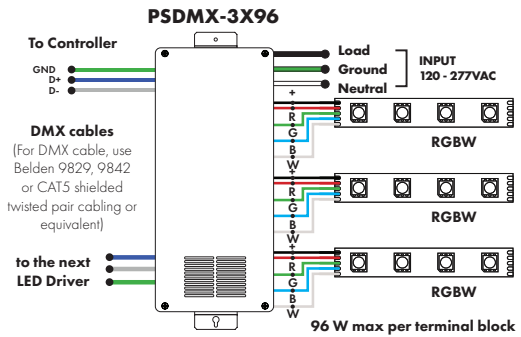 PSDMX-3X96
To Controller
GND
D+
D-
DMX cables
(For DMX cable, use
Belden 9829, 9842
or CAT5 shielded
twisted pair cabling or
equivalent)
to the next
LED Driver
Load
Ground
Neutral
INPUT
120 - 277VAC
+
R
G
B
W
RGBW
+
R
G
B
W
RGBW
+
R
G
B
W
RGBW
96 W max per terminal block